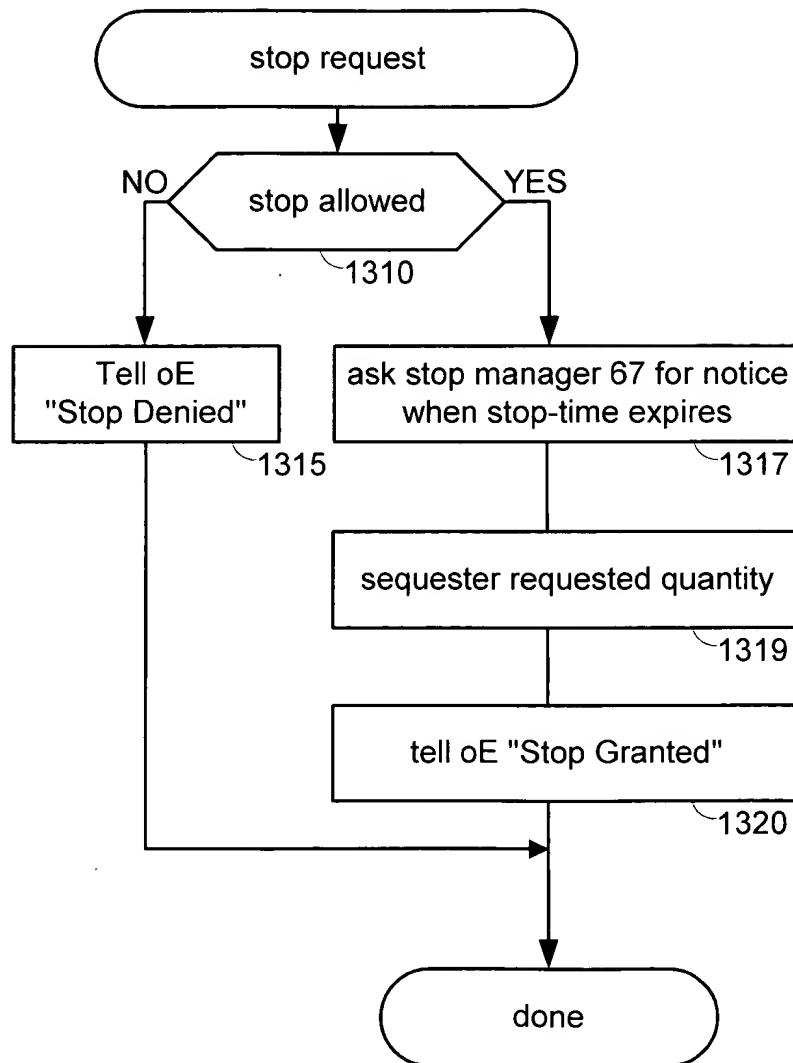 stop request
NO
YES
stop allowed
1310
Tell oE
"Stop Denied"
1315
ask stop manager 67 for notice
when stop-time expires
1317
sequester requested quantity
1319
tell oE "Stop Granted"
1320
done